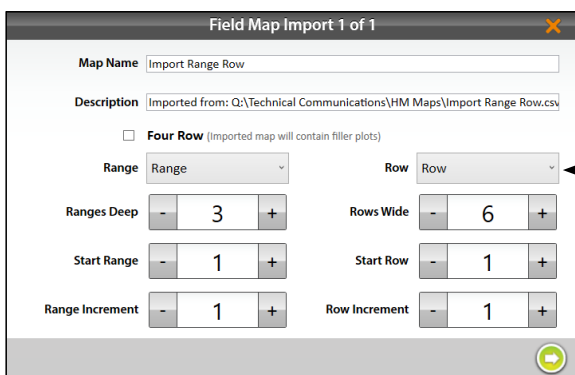 Field Map Import 1 of 1
Map Name Import Range Row
Description Imported from: Q:\Technical Communications\HM Maps\Import Range Row.csv
Four Row (Imported map will contain filler plots)
Range Range Row Row
Ranges Deep - 3 + Rows Wide - 6 +
Start Range - 1 + Start Row - 1 +
Range Increment - 1 + Row Increment - 1 +